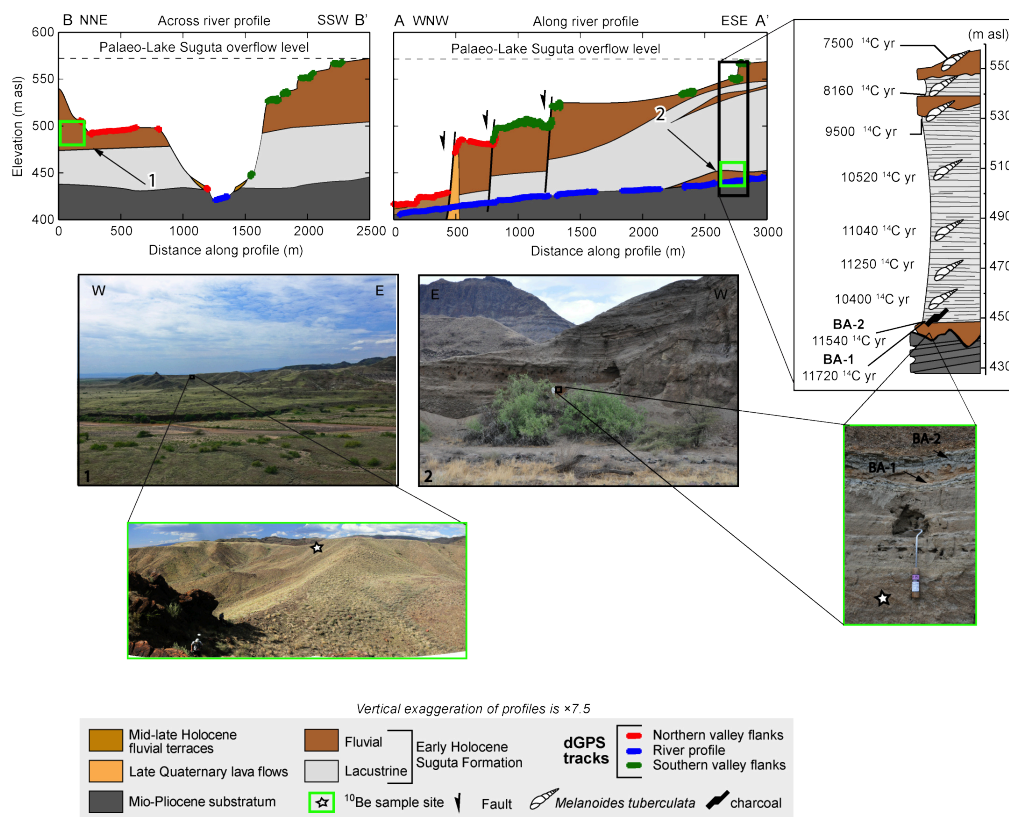 B NNE
Across river profile
SSW B'
600
Palaeo-Lake Suguta overflow level
550
500
450
400
Elevation (m asl)
1
0
500
1000
1500
2000
2500
Distance along profile (m)
A WNW
Along river profile
ESE A'
Palaeo-Lake Suguta overflow level
2
0
500
1000
1500
2000
2500
3000
Distance along profile (m)
(m asl)
7500 ¹⁴C yr
8160 ¹⁴C yr
9500 ¹⁴C yr
10520 ¹⁴C yr
11040 ¹⁴C yr
11250 ¹⁴C yr
10400 ¹⁴C yr
BA-2
11540 ¹⁴C yr
BA-1
11720 ¹⁴C yr
550
530
510
490
470
450
430
W
E
1
E
W
2
BA-2
BA-1
Vertical exaggeration of profiles is ×7.5
Mid-late Holocene
fluvial terraces
Late Quaternary lava flows
Mio-Pliocene substratum
Fluvial
Lacustrine
Early Holocene
Suguta Formation
dGPS
tracks
Northern valley flanks
River profile
Southern valley flanks
¹⁰Be sample site
Fault
Melanoides tuberculata
charcoal